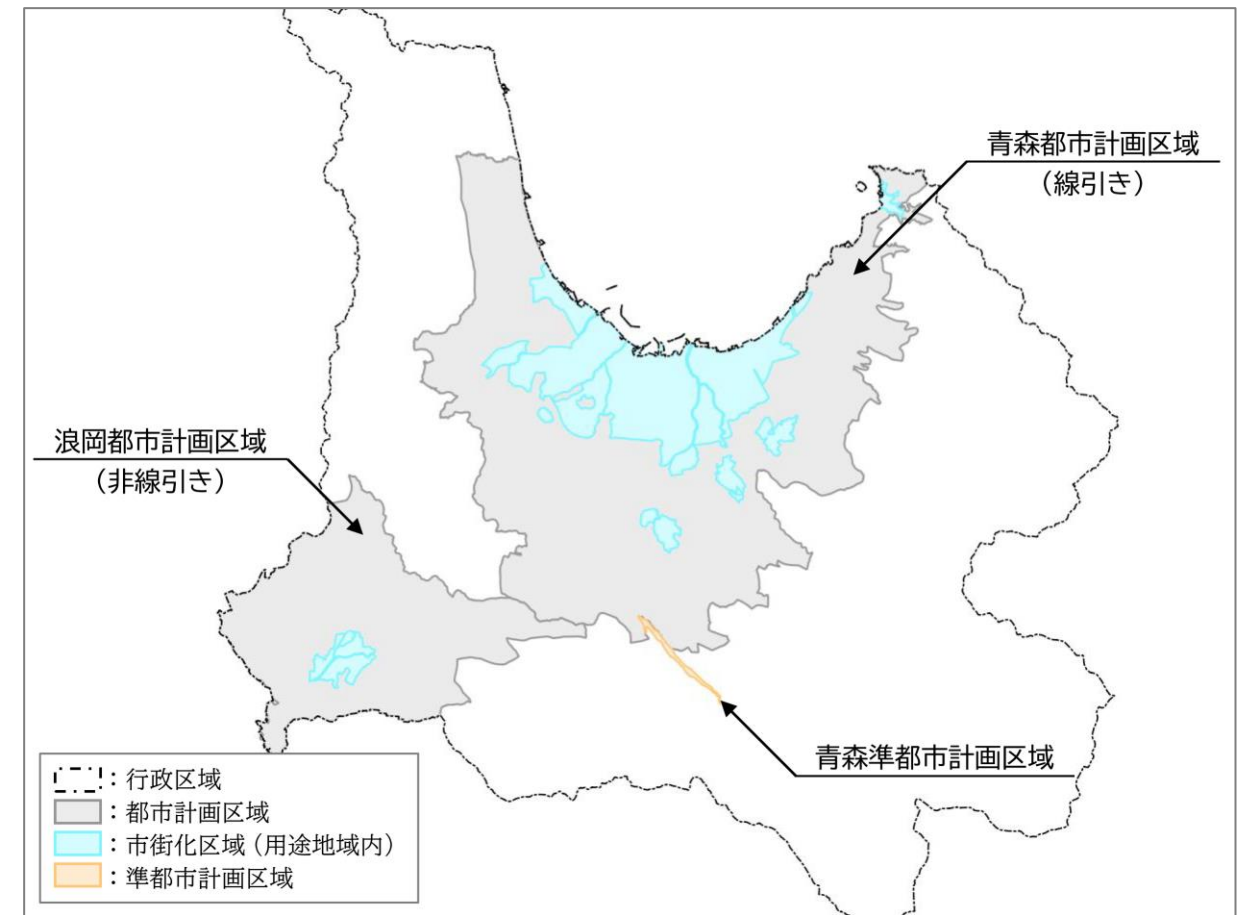 青森都市計画区域
(線引き)
浪岡都市計画区域
(非線引き)
青森準都市計画区域
:行政区域
:都市計画区域
:市街化区域(用途地域内)
:準都市計画区域